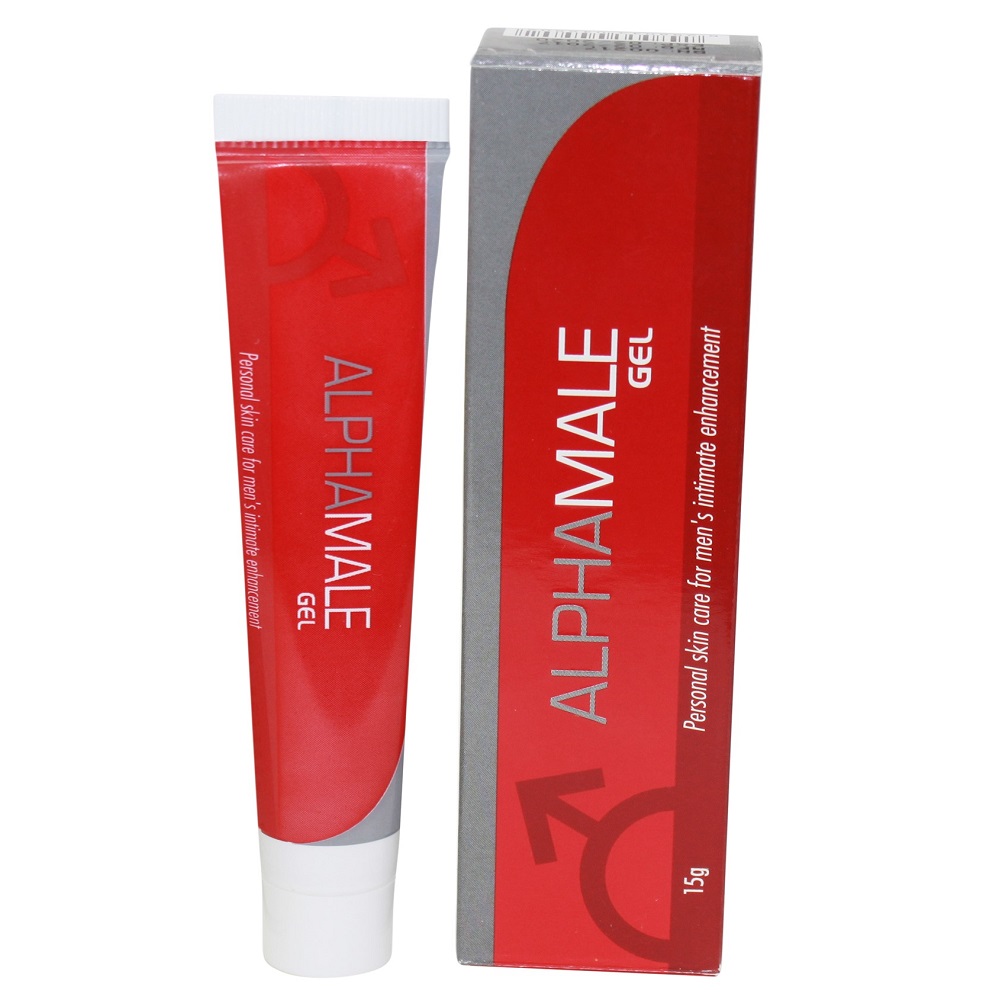 ALPHAMALE
GEL
Personal skin care for men's intimate enhancement
ALPHAMALE
GEL
Personal skin care for men's intimate enhancement
15g